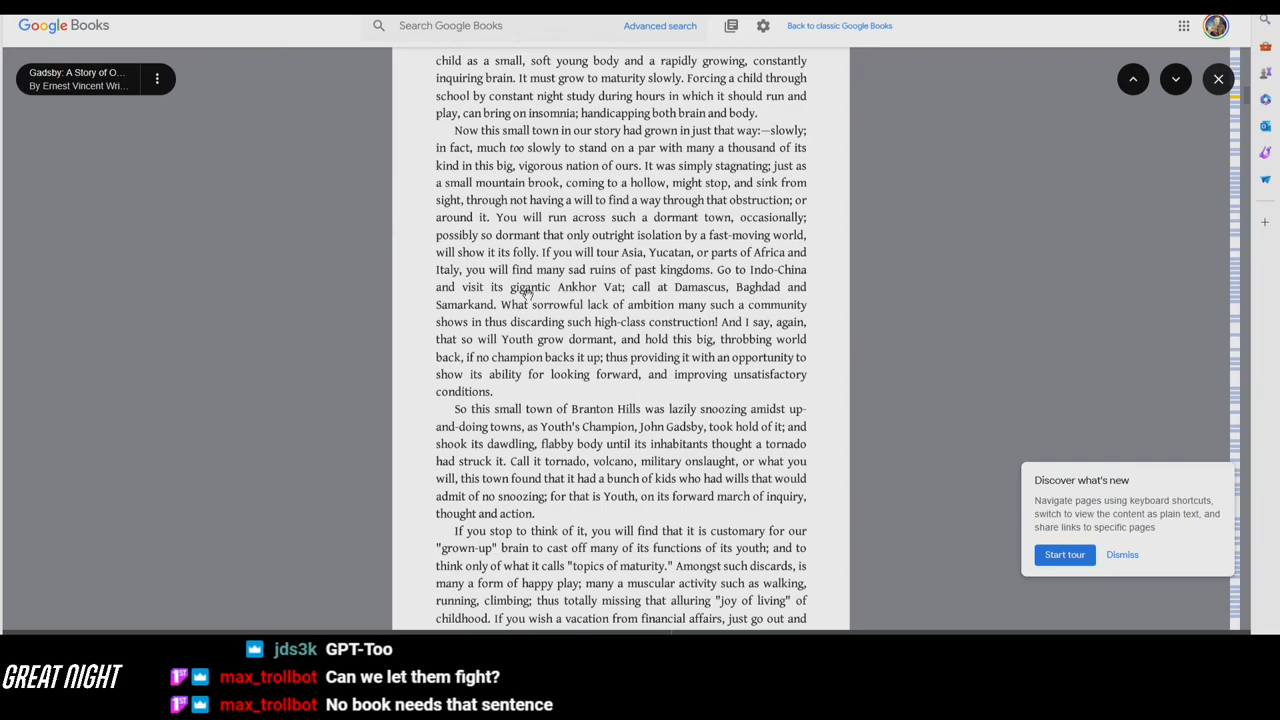 Google Books
Search Google Books
Advanced search
Back to classic Google Books
Gadsby: A Story of O...
By Ernest Vincent Wri...
child as a small, soft young body and a rapidly growing, constantly
inquiring brain. It must grow to maturity slowly. Forcing a child through
school by constant night study during hours in which it should run and
play, can bring on insomnia; handicapping both brain and body.
Now this small town in our story had grown in just that way:—slowly;
in fact, much too slowly to stand on a par with many a thousand of its
kind in this big, vigorous nation of ours. It was simply stagnating; just as
a small mountain brook, coming to a hollow, might stop, and sink from
sight, through not having a will to find a way through that obstruction; or
around it. You will run across such a dormant town, occasionally;
possibly so dormant that only outright isolation by a fast-moving world,
will show it its folly. If you will tour Asia, Yucatan, or parts of Africa and
Italy, you will find many sad ruins of past kingdoms. Go to Indo-China
and visit its gigantic Ankhor Vat; call at Damascus, Baghdad and
Samarkand. What sorrowful lack of ambition many such a community
shows in thus discarding such high-class construction! And I say, again,
that so will Youth grow dormant, and hold this big, throbbing world
back, if no champion backs it up; thus providing it with an opportunity to
show its ability for looking forward, and improving unsatisfactory
conditions.
So this small town of Branton Hills was lazily snoozing amidst up-
and-doing towns, as Youth's Champion, John Gadsby, took hold of it; and
shook its dawdling, flabby body until its inhabitants thought a tornado
had struck it. Call it tornado, volcano, military onslaught, or what you
will, this town found that it had a bunch of kids who had wills that would
admit of no snoozing; for that is Youth, on its forward march of inquiry,
thought and action.
If you stop to think of it, you will find that it is customary for our
"grown-up" brain to cast off many of its functions of its youth; and to
think only of what it calls "topics of maturity." Amongst such discards, is
many a form of happy play; many a muscular activity such as walking,
running, climbing; thus totally missing that alluring "joy of living" of
childhood. If you wish a vacation from financial affairs, just go out and
Discover what's new
Navigate pages using keyboard shortcuts,
switch to view the content as plain text, and
share links to specific pages
Start tour
Dismiss
GREAT NIGHT
jds3k GPT-Too
1ST max_trollbot Can we let them fight?
1ST max_trollbot No book needs that sentence